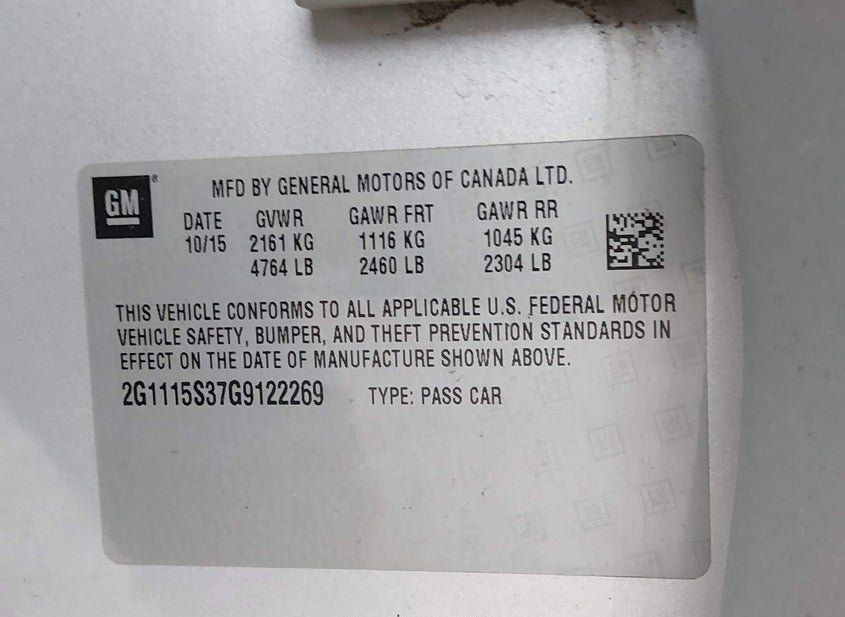 GM®
MFD BY GENERAL MOTORS OF CANADA LTD.
DATE GVWR GAWR FRT GAWR RR
10/15 2161 KG 1116 KG 1045 KG
4764 LB 2460 LB 2304 LB
THIS VEHICLE CONFORMS TO ALL APPLICABLE U.S. FEDERAL MOTOR
VEHICLE SAFETY, BUMPER, AND THEFT PREVENTION STANDARDS IN
EFFECT ON THE DATE OF MANUFACTURE SHOWN ABOVE.
2G1115S37G9122269 TYPE: PASS CAR